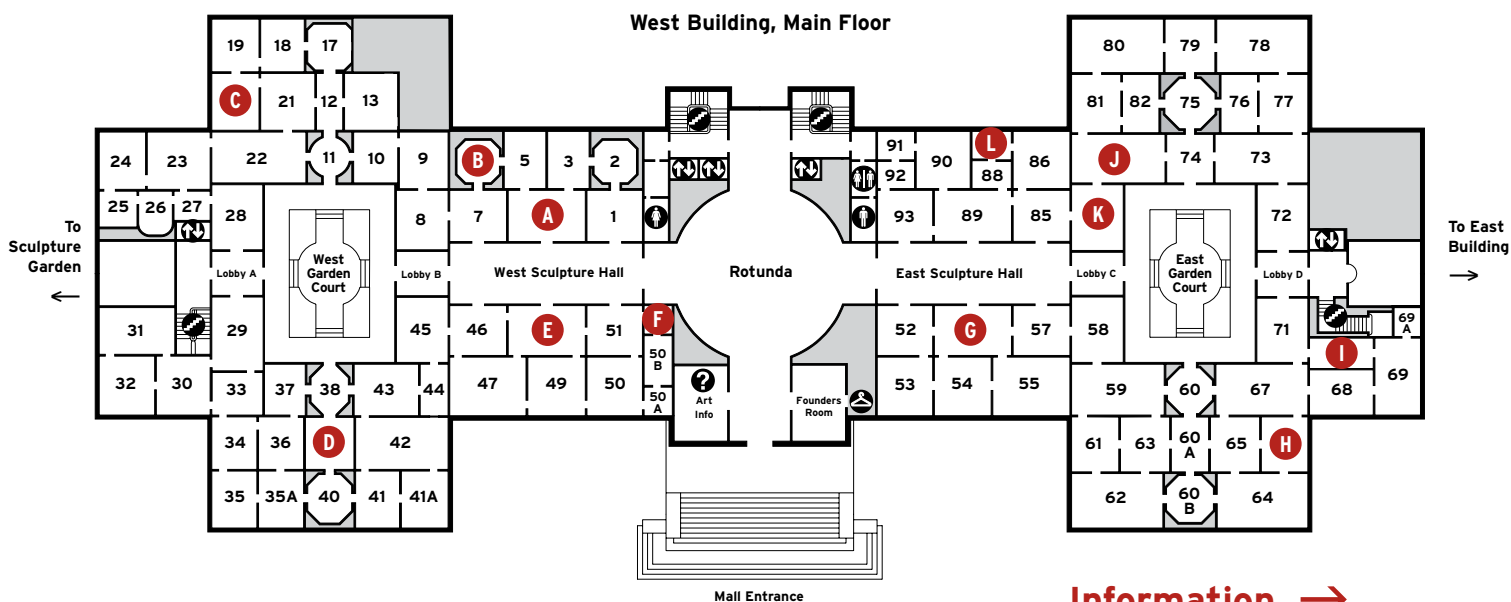 West Building, Main Floor
19 18 17
80 79 78
C 21 12 13
81 82 75 76 77
24 23 22 11 10 9 B 5 3 2
91 90 L 86 J 74 73
92 88
25 26 27 28 8 7 A 1
93 89 85 K 72
To
Sculpture
Garden
Lobby A
West
Garden
Court
Lobby B
West Sculpture Hall
Rotunda
East Sculpture Hall
Lobby C
East
Garden
Court
Lobby D
To East
Building
31 29 45 46 E 51 F
52 G 57 58 71 69
A
32 30 33 37 38 43 44 47 49 50 50
B
50
A
?
Art
Info
Founders
Room
53 54 55 59 60 67 I 68 69
34 36 D 42
61 63 60
A
65 H
35 35A 40 41 41A
62 60
B
64
Mall Entrance
Information